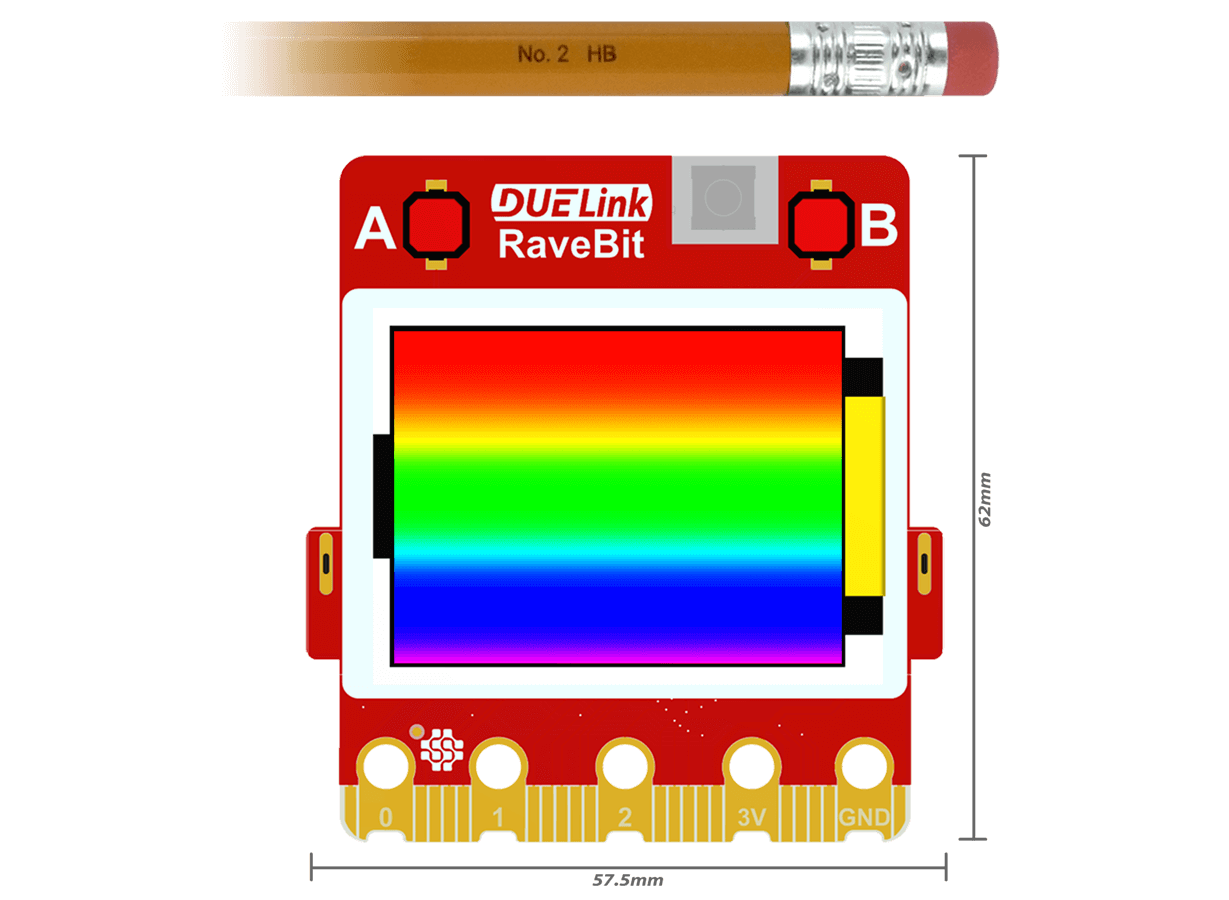 No. 2 HB
A
DUELink
RaveBit
B
62mm
0 1 2 3V GND
57.5mm